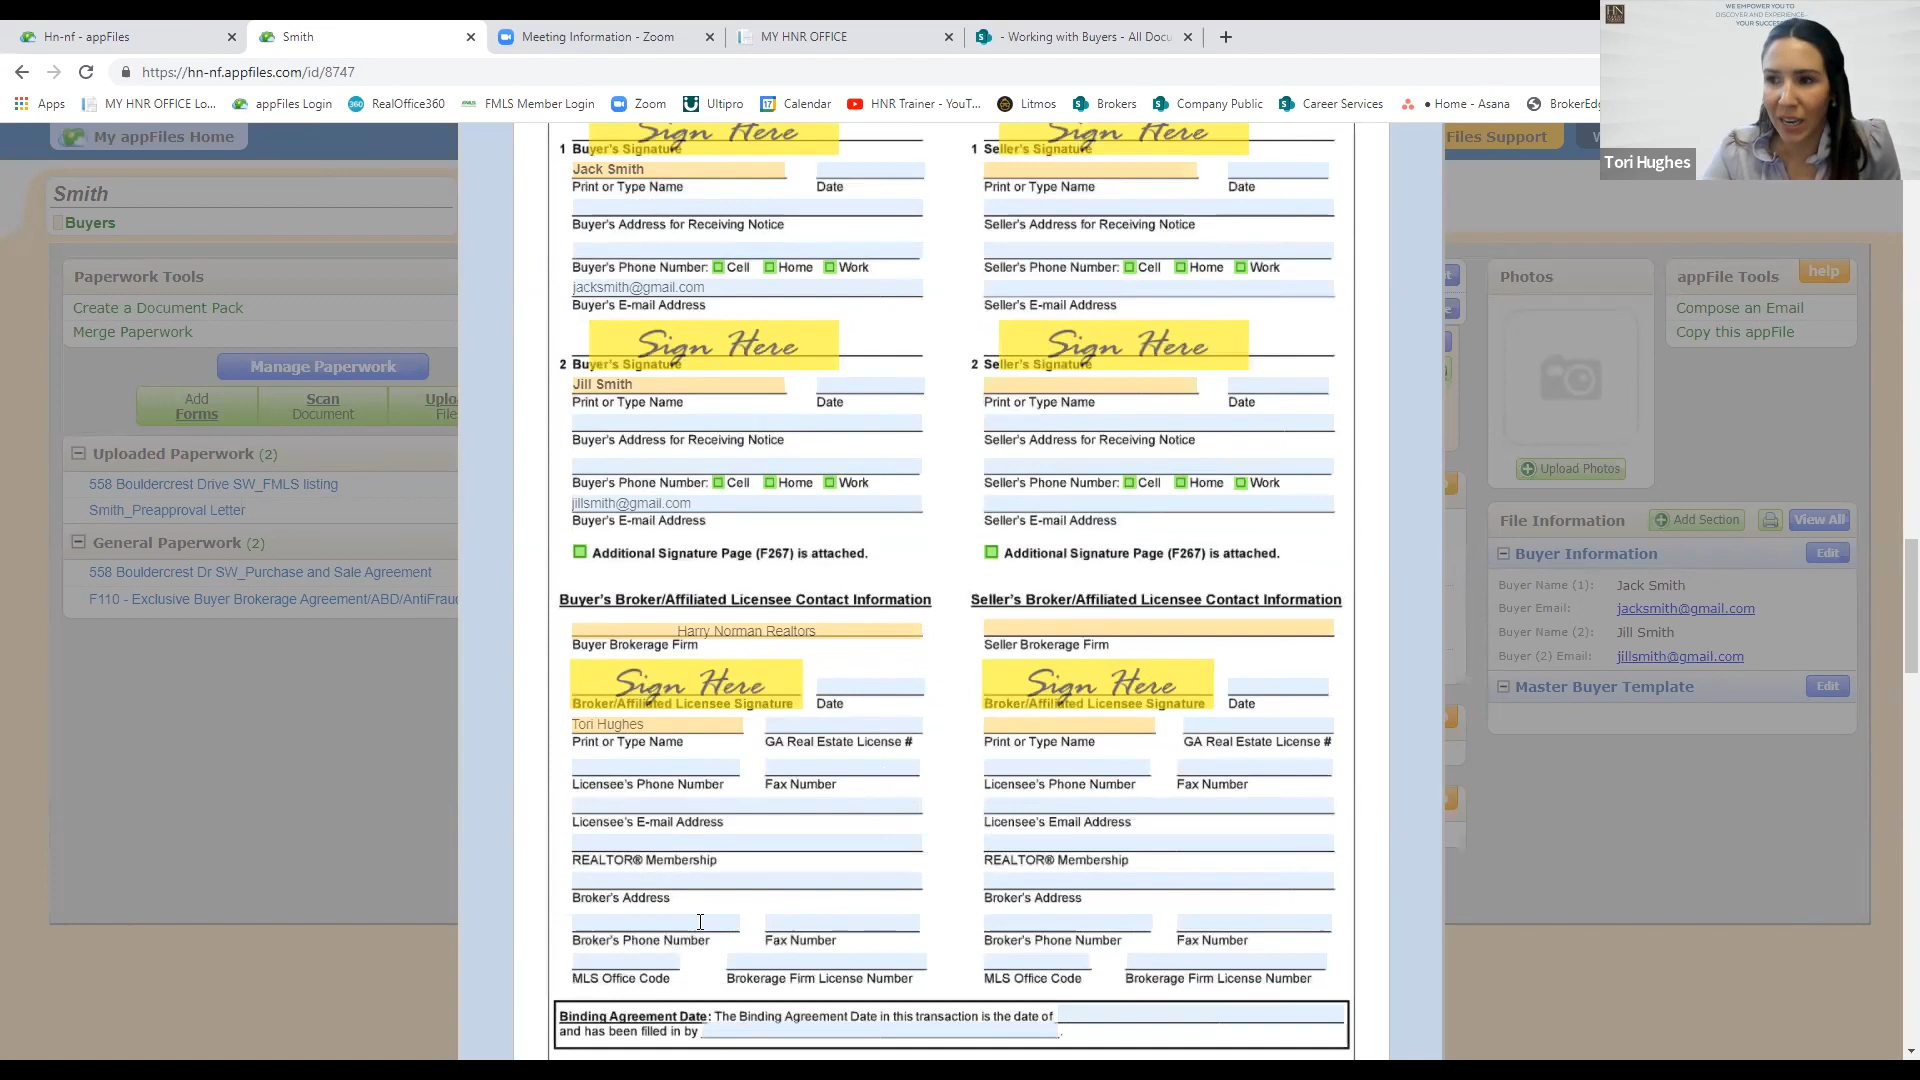 Hn-nf - appFiles
Smith
Meeting Information - Zoom
MY HNR OFFICE
- Working with Buyers - All Docu
https://hn-nf.appfiles.com/id/8747
Apps
MY HNR OFFICE Lo...
appFiles Login
RealOffice360
FMLS Member Login
Zoom
Ultipro
Calendar
HNR Trainer - YouT...
Litmos
Brokers
Company Public
Career Services
• Home - Asana
BrokerEdg
HN
WE EMPOWER YOU TO
DISCOVER AND EXPERIENCE
YOUR SUCCESS
Tori Hughes
My appFiles Home
Files Support
Smith
Buyers
Paperwork Tools
Create a Document Pack
Merge Paperwork
Manage Paperwork
Add
Forms
Scan
Document
Uplo
File
Uploaded Paperwork (2)
558 Bouldercrest Drive SW_FMLS listing
Smith_Preapproval Letter
General Paperwork (2)
558 Bouldercrest Dr SW_Purchase and Sale Agreement
F110 - Exclusive Buyer Brokerage Agreement/ABD/AntiFrau
Sign Here
1 Buyer's Signature
Jack Smith
Print or Type Name
Date
Buyer's Address for Receiving Notice
Buyer's Phone Number: Cell Home Work
jacksmith@gmail.com
Buyer's E-mail Address
Sign Here
2 Buyer's Signature
Jill Smith
Print or Type Name
Date
Buyer's Address for Receiving Notice
Buyer's Phone Number: Cell Home Work
jillsmith@gmail.com
Buyer's E-mail Address
Additional Signature Page (F267) is attached.
Buyer's Broker/Affiliated Licensee Contact Information
Harry Norman Realtors
Buyer Brokerage Firm
Sign Here
Broker/Affiliated Licensee Signature
Date
Tori Hughes
Print or Type Name
GA Real Estate License #
Licensee's Phone Number
Fax Number
Licensee's E-mail Address
REALTOR® Membership
Broker's Address
Broker's Phone Number
Fax Number
MLS Office Code
Brokerage Firm License Number
Sign Here
1 Seller's Signature
Print or Type Name
Date
Seller's Address for Receiving Notice
Seller's Phone Number: Cell Home Work
Seller's E-mail Address
Sign Here
2 Seller's Signature
Print or Type Name
Date
Seller's Address for Receiving Notice
Seller's Phone Number: Cell Home Work
Seller's E-mail Address
Additional Signature Page (F267) is attached.
Seller's Broker/Affiliated Licensee Contact Information
Seller Brokerage Firm
Sign Here
Broker/Affiliated Licensee Signature
Date
Print or Type Name
GA Real Estate License #
Licensee's Phone Number
Fax Number
Licensee's Email Address
REALTOR® Membership
Broker's Address
Broker's Phone Number
Fax Number
MLS Office Code
Brokerage Firm License Number
Binding Agreement Date: The Binding Agreement Date in this transaction is the date of
and has been filled in by .
Photos
Upload Photos
appFile Tools
help
Compose an Email
Copy this appFile
File Information
Add Section
View All
Buyer Information
Edit
Buyer Name (1): Jack Smith
Buyer Email: jacksmith@gmail.com
Buyer Name (2): Jill Smith
Buyer (2) Email: jillsmith@gmail.com
Master Buyer Template
Edit